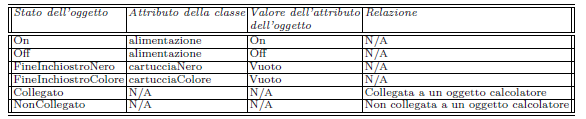 Stato dell'oggetto Attributo della classe Valore dell'attributo Relazione
dell'oggetto
On alimentazione On N/A
Off alimentazione Off N/A
FineInchiostroNero cartucciaNero Vuoto N/A
FineInchiostroColore cartucciaColore Vuoto N/A
Collegato N/A N/A Collegata a un oggetto calcolatore
NonCollegato N/A N/A Non collegata a un oggetto calcolatore